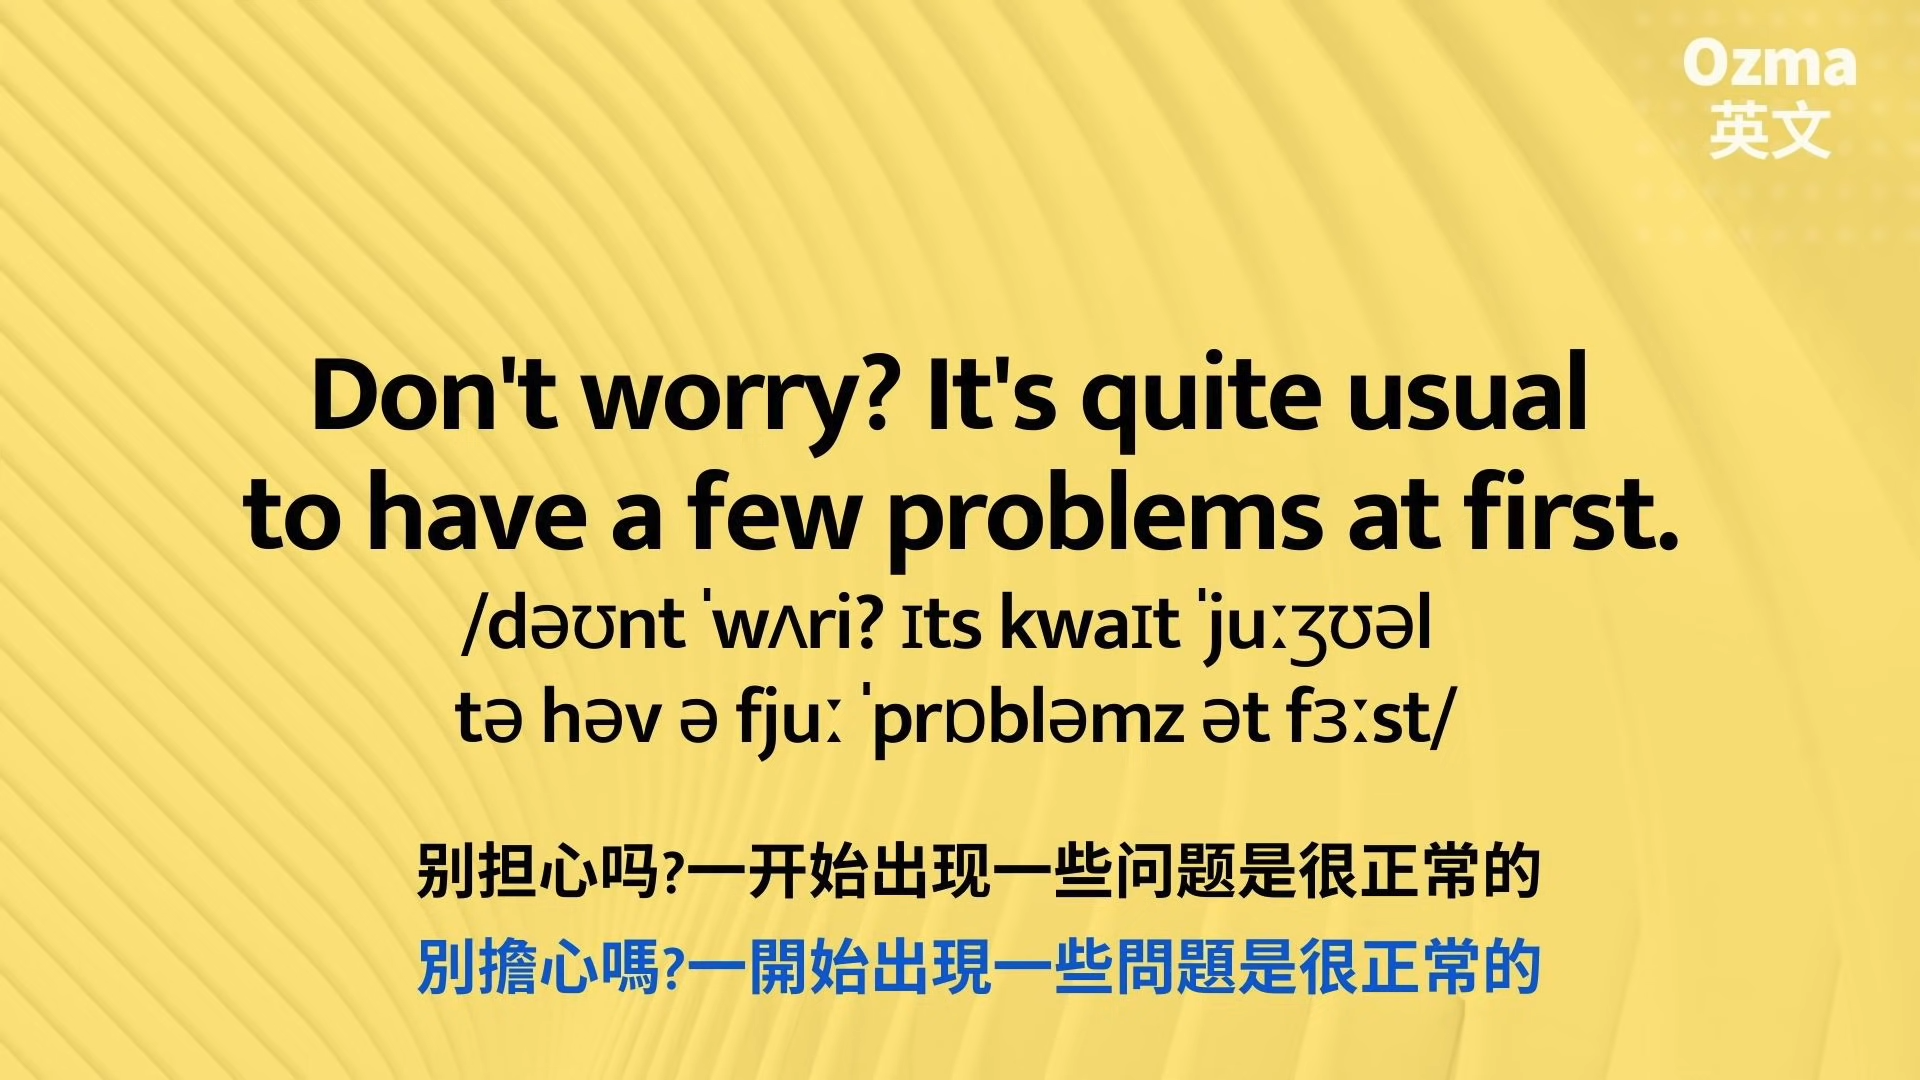 Ozma
英文
Don't worry? It's quite usual
to have a few problems at first.
/dəʊnt ˈwʌri? ɪts kwaɪt ˈjuːʒʊəl
tə həv ə fjuː ˈprɒbləmz ət fɜːst/
别担心吗?一开始出现一些问题是很正常的
別擔心嗎?一開始出現一些問題是很正常的